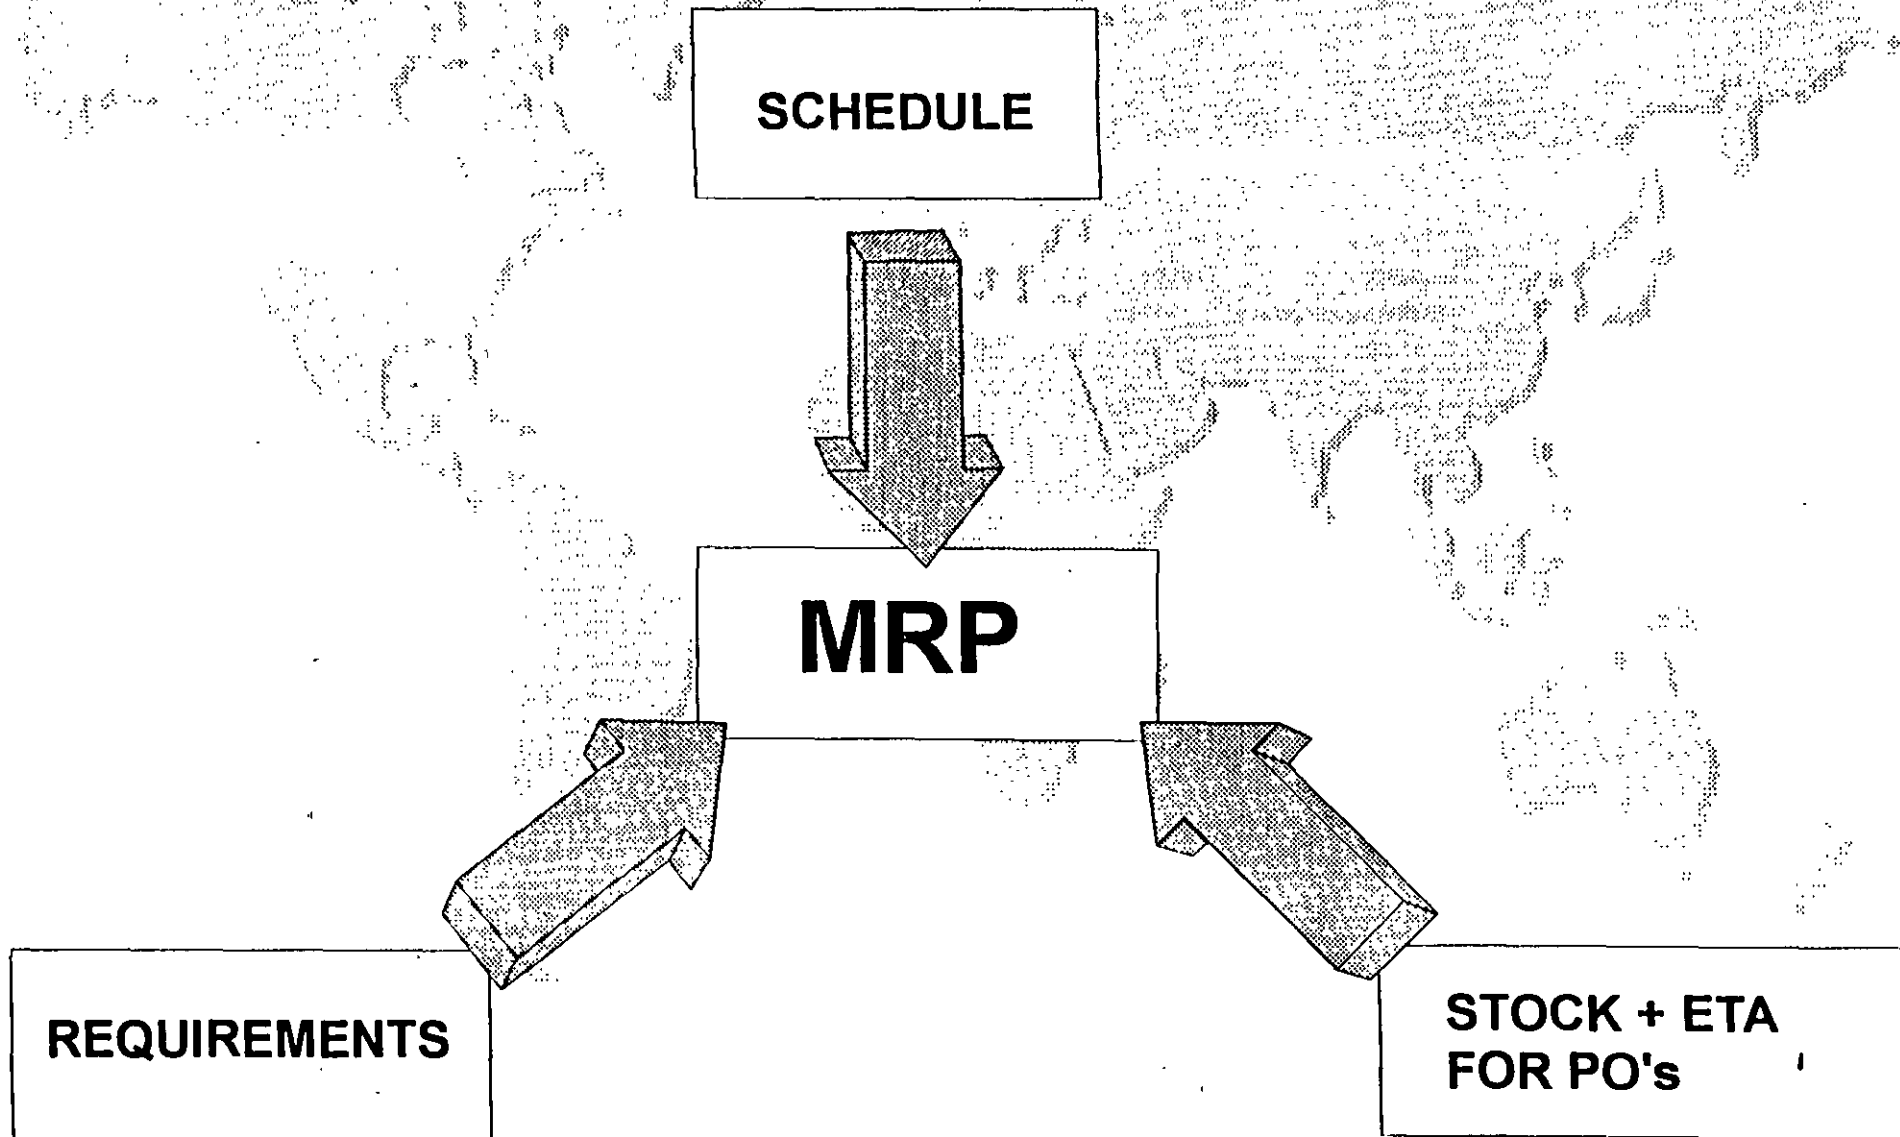 SCHEDULE
MRP
REQUIREMENTS
STOCK + ETA
FOR PO's